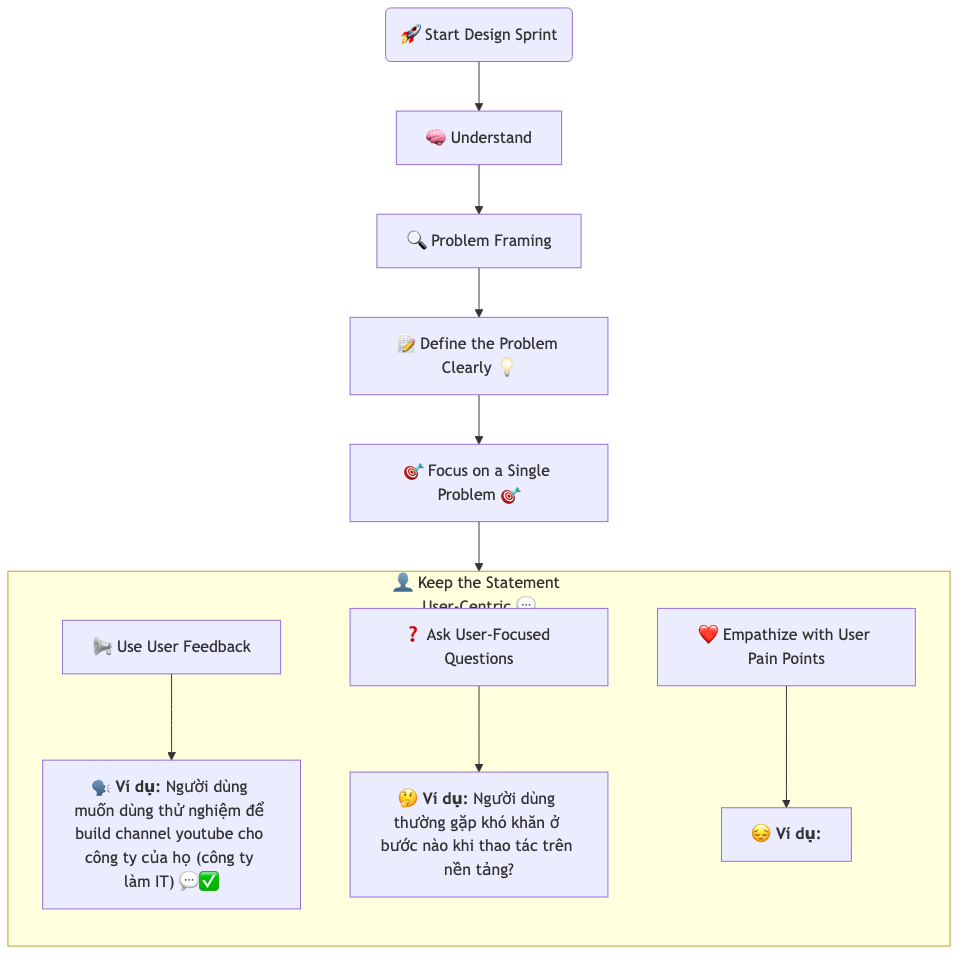 🚀 Start Design Sprint
🧠 Understand
🔍 Problem Framing
📝 Define the Problem
Clearly 💡
🎯 Focus on a Single
Problem 🎯
👤 Keep the Statement
User-Centric 💬
📢 Use User Feedback
❓ Ask User-Focused
Questions
❤️ Empathize with User
Pain Points
🗣️ Ví dụ: Người dùng
muốn dùng thử nghiệm để
build channel youtube cho
công ty của họ (công ty
làm IT) 💬✅
🤔 Ví dụ: Người dùng
thường gặp khó khăn ở
bước nào khi thao tác trên
nền tảng?
😔 Ví dụ: